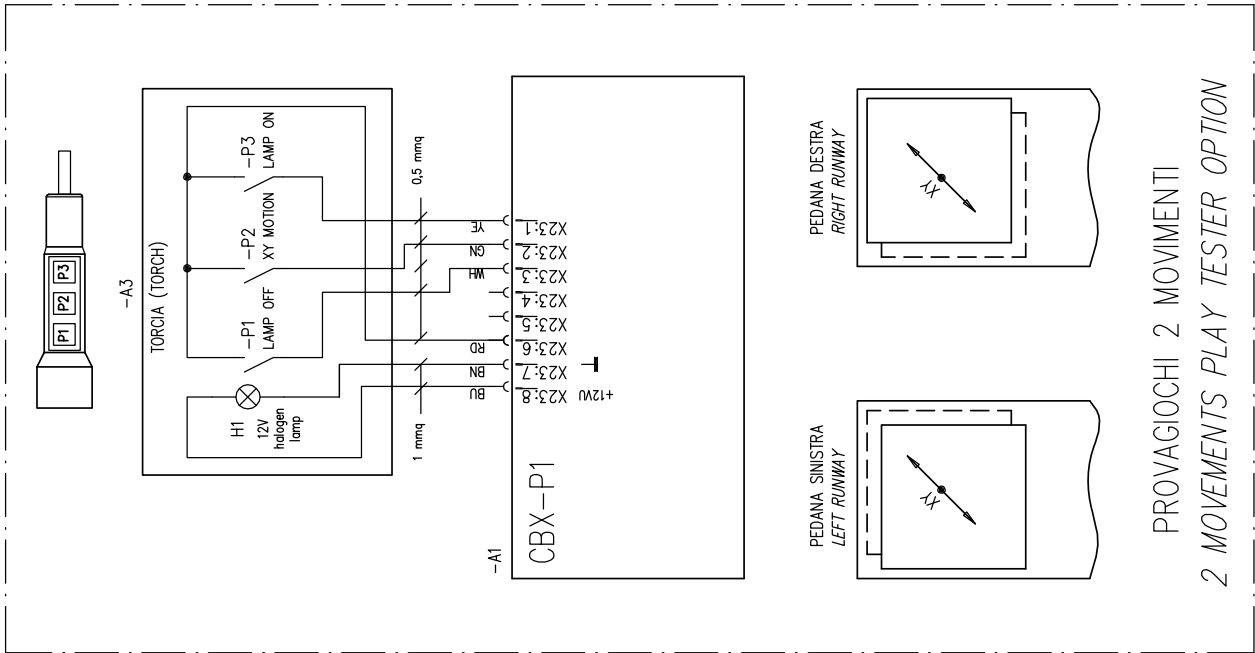 P1
P2
P3
-A3
TORCIA (TORCH)
H1
12V
halogen
lamp
-P1
LAMP OFF
-P2
XY MOTION
-P3
LAMP ON
1 mmq
0,5 mmq
BU
BN
RD
WH
GN
YE
X23:8
X23:7
X23:6
X23:5
X23:4
X23:3
X23:2
X23:1
+12VU
-A1
CBX-P1
PEDANA SINISTRA
LEFT RUNWAY
XY
PEDANA DESTRA
RIGHT RUNWAY
XY
PROVAGIOCHI 2 MOVIMENTI
2 MOVEMENTS PLAY TESTER OPTION